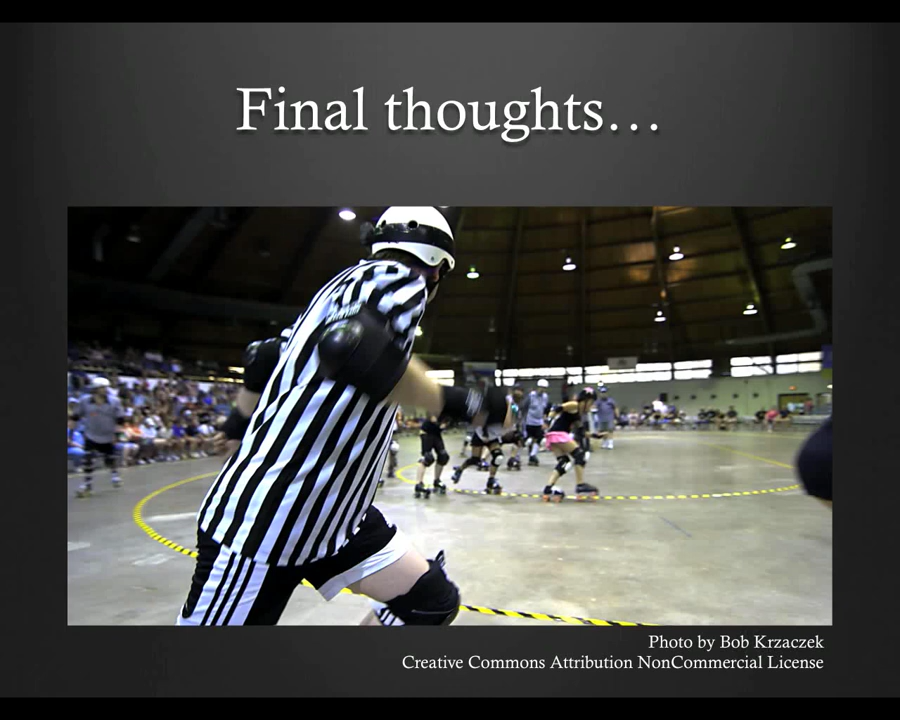 Final thoughts…
Photo by Bob Krzaczek
Creative Commons Attribution NonCommercial License